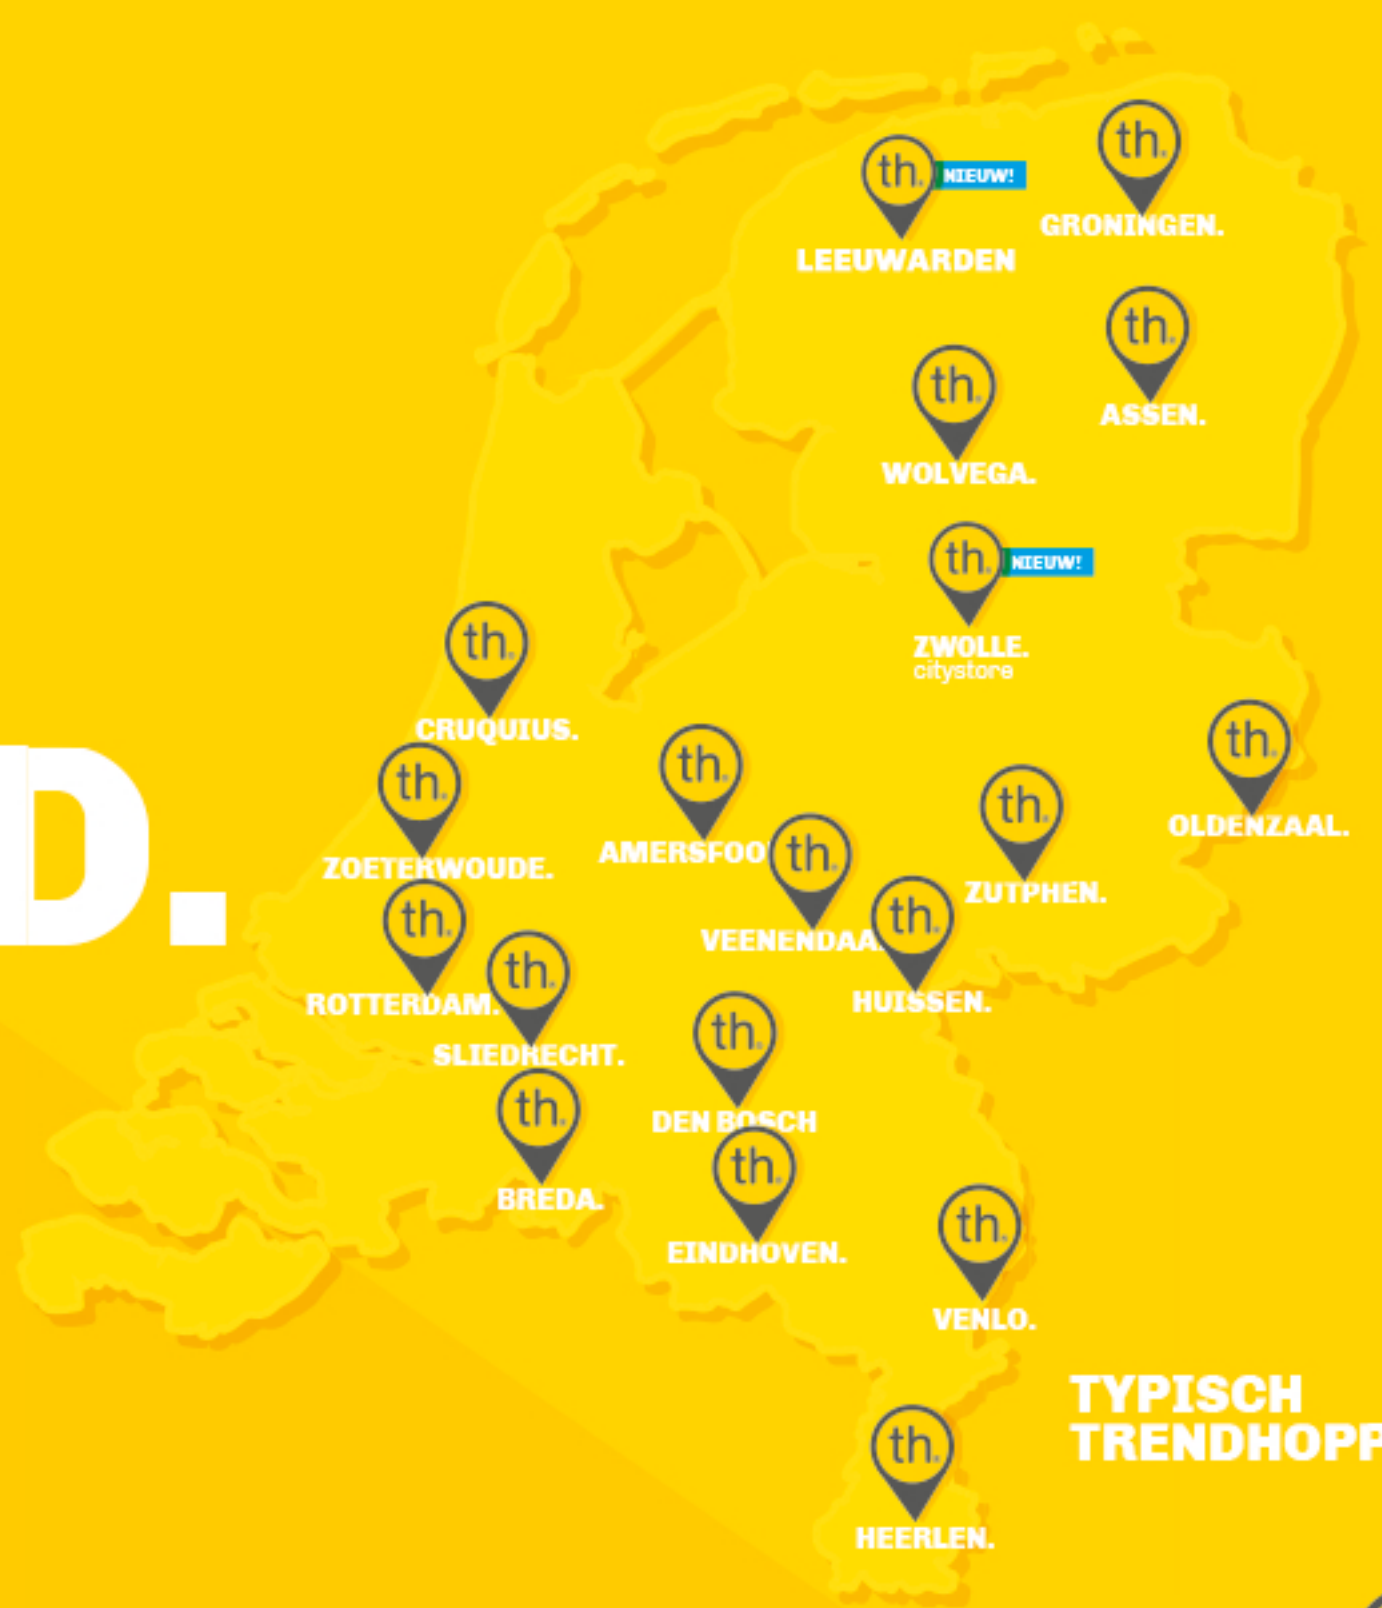 th.
GRONINGEN.
th.
NIEUW!
LEEUWARDEN
th.
ASSEN.
th.
WOLVEGA.
th.
NIEUW!
ZWOLLE.
citystore
th.
CRUQUIUS.
th.
OLDENZAAL.
th.
AMERSFOO
th.
ZOETERWOUDE.
th.
ZUTPHEN.
th.
VEENENDAA
th.
HUISSEN.
D.
th.
ROTTERDAM.
th.
SLIEDRECHT.
th.
DEN BOSCH
th.
BREDA.
th.
EINDHOVEN.
th.
VENLO.
TYPISCH
TRENDHOPP
th.
HEERLEN.